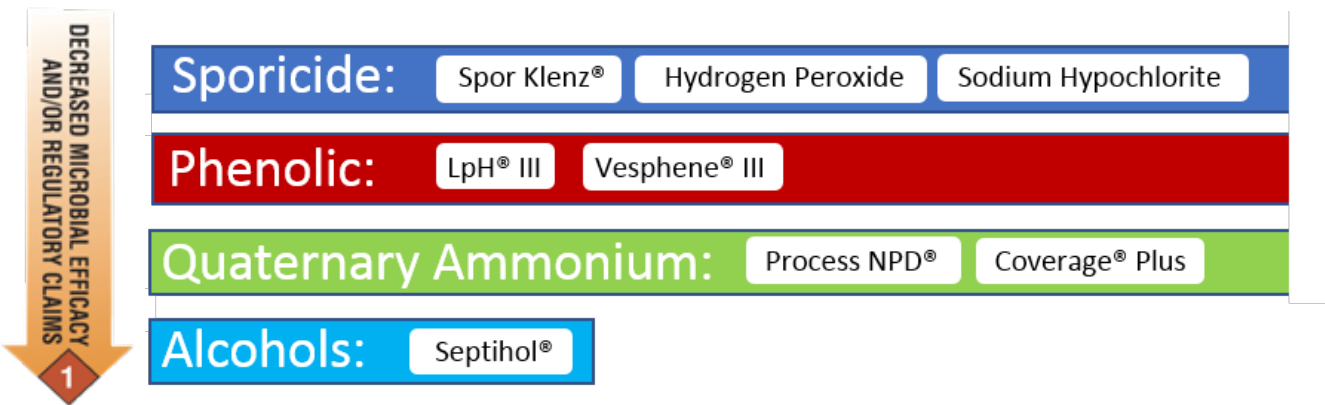 DECREASED MICROBIAL EFFICACY
AND/OR REGULATORY CLAIMS
1
Sporicide: Spor Klenz® Hydrogen Peroxide Sodium Hypochlorite
Phenolic: LpH® III Vesphene® III
Quaternary Ammonium: Process NPD® Coverage® Plus
Alcohols: Septihol®